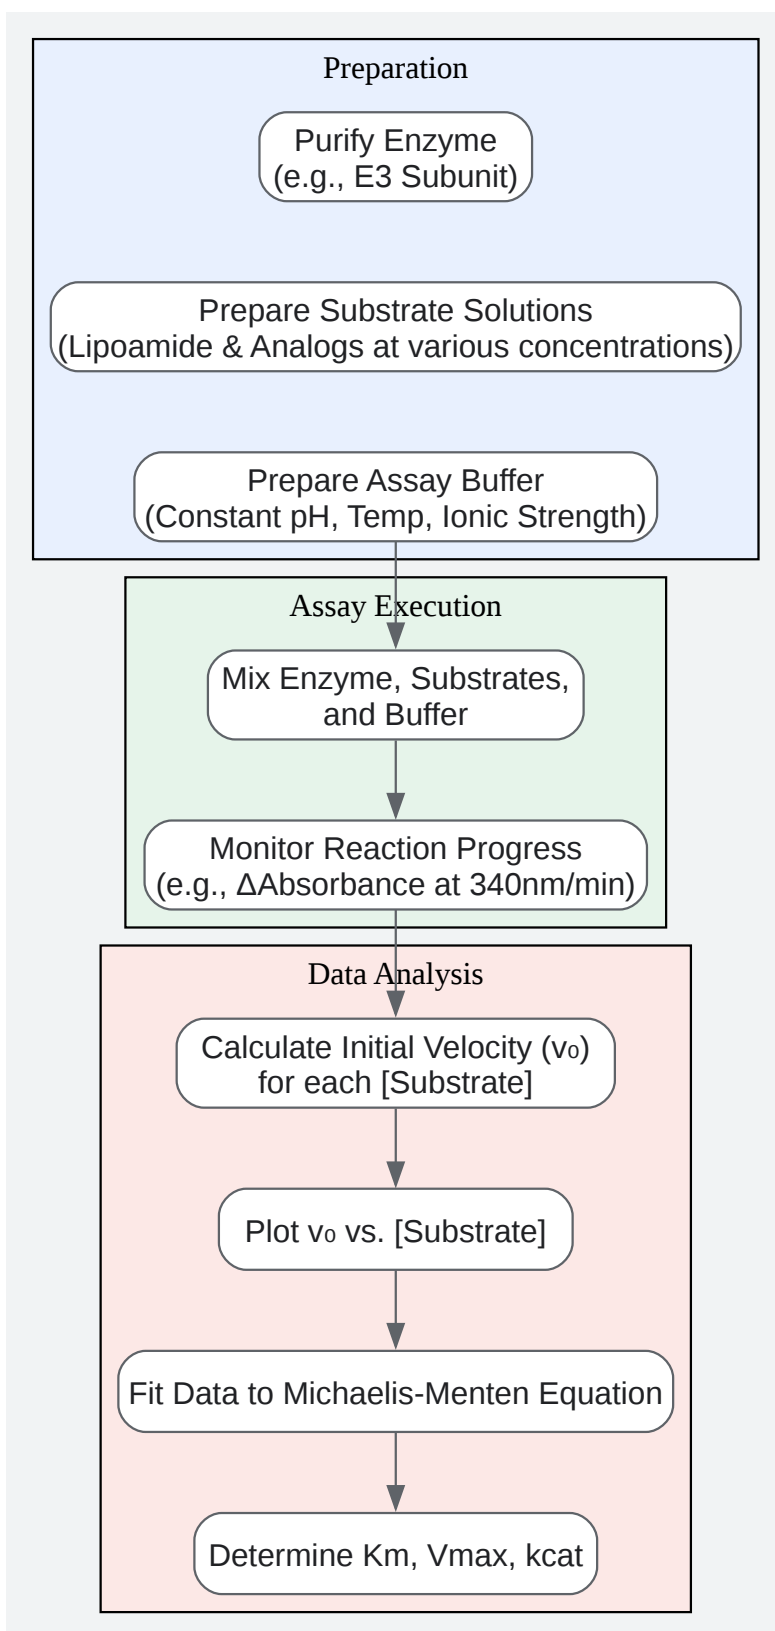 Preparation
Purify Enzyme
(e.g., E3 Subunit)
Prepare Substrate Solutions
(Lipoamide & Analogs at various concentrations)
Prepare Assay Buffer
(Constant pH, Temp, Ionic Strength)
Assay Execution
Mix Enzyme, Substrates,
and Buffer
Monitor Reaction Progress
(e.g., ΔAbsorbance at 340nm/min)
Data Analysis
Calculate Initial Velocity (v₀)
for each [Substrate]
Plot v₀ vs. [Substrate]
Fit Data to Michaelis-Menten Equation
Determine Km, Vmax, kcat